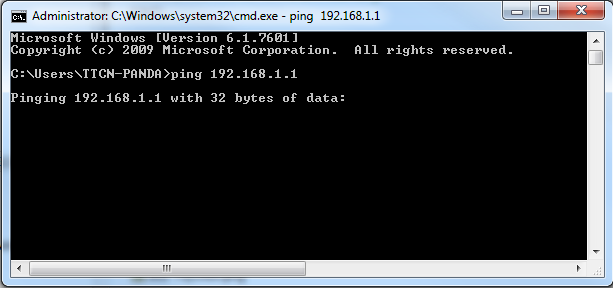 Administrator: C:\Windows\system32\cmd.exe - ping  192.168.1.1
Microsoft Windows [Version 6.1.7601]
Copyright (c) 2009 Microsoft Corporation.  All rights reserved.
C:\Users\TTCN-PANDA>ping 192.168.1.1
Pinging 192.168.1.1 with 32 bytes of data: